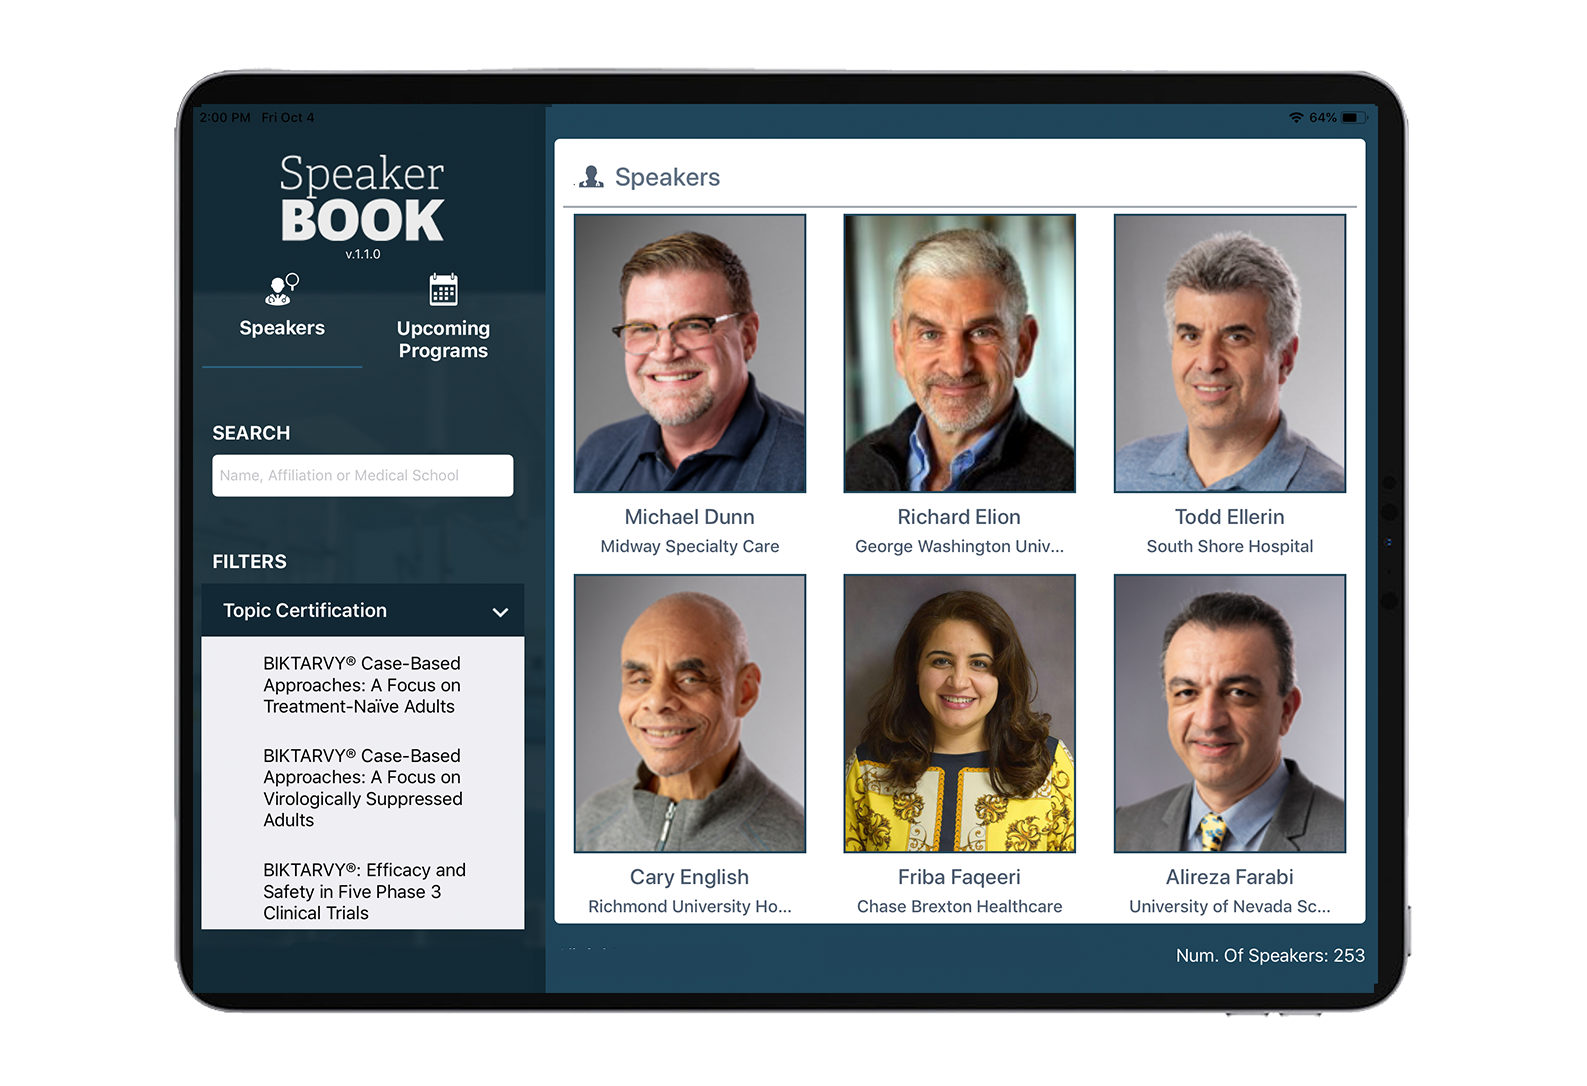 2:00 PM Fri Oct 4
64%
Speaker
BOOK
v.1.1.0
Speakers
Upcoming
Programs
SEARCH
Name, Affiliation or Medical School
FILTERS
Topic Certification
BIKTARVY® Case-Based
Approaches: A Focus on
Treatment-Naïve Adults
BIKTARVY® Case-Based
Approaches: A Focus on
Virologically Suppressed
Adults
BIKTARVY®: Efficacy and
Safety in Five Phase 3
Clinical Trials
Speakers
Michael Dunn
Midway Specialty Care
Richard Elion
George Washington Univ...
Todd Ellerin
South Shore Hospital
Cary English
Richmond University Ho...
Friba Faqeeri
Chase Brexton Healthcare
Alireza Farabi
University of Nevada Sc...
Num. Of Speakers: 253